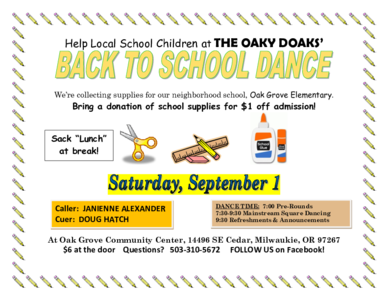 Help Local School Children at THE OAKY DOAKS'
BACK TO SCHOOL DANCE
We're collecting supplies for our neighborhood school, Oak Grove Elementary.
Bring a donation of school supplies for $1 off admission!
Sack "Lunch"
at break!
Saturday, September 1
Caller: JANIENNE ALEXANDER
Cuer: DOUG HATCH
DANCE TIME: 7:00 Pre-Rounds
7:30-9:30 Mainstream Square Dancing
9:30 Refreshments & Announcements
At Oak Grove Community Center, 14496 SE Cedar, Milwaukie, OR 97267
$6 at the door Questions? 503-310-5672 FOLLOW US on Facebook!